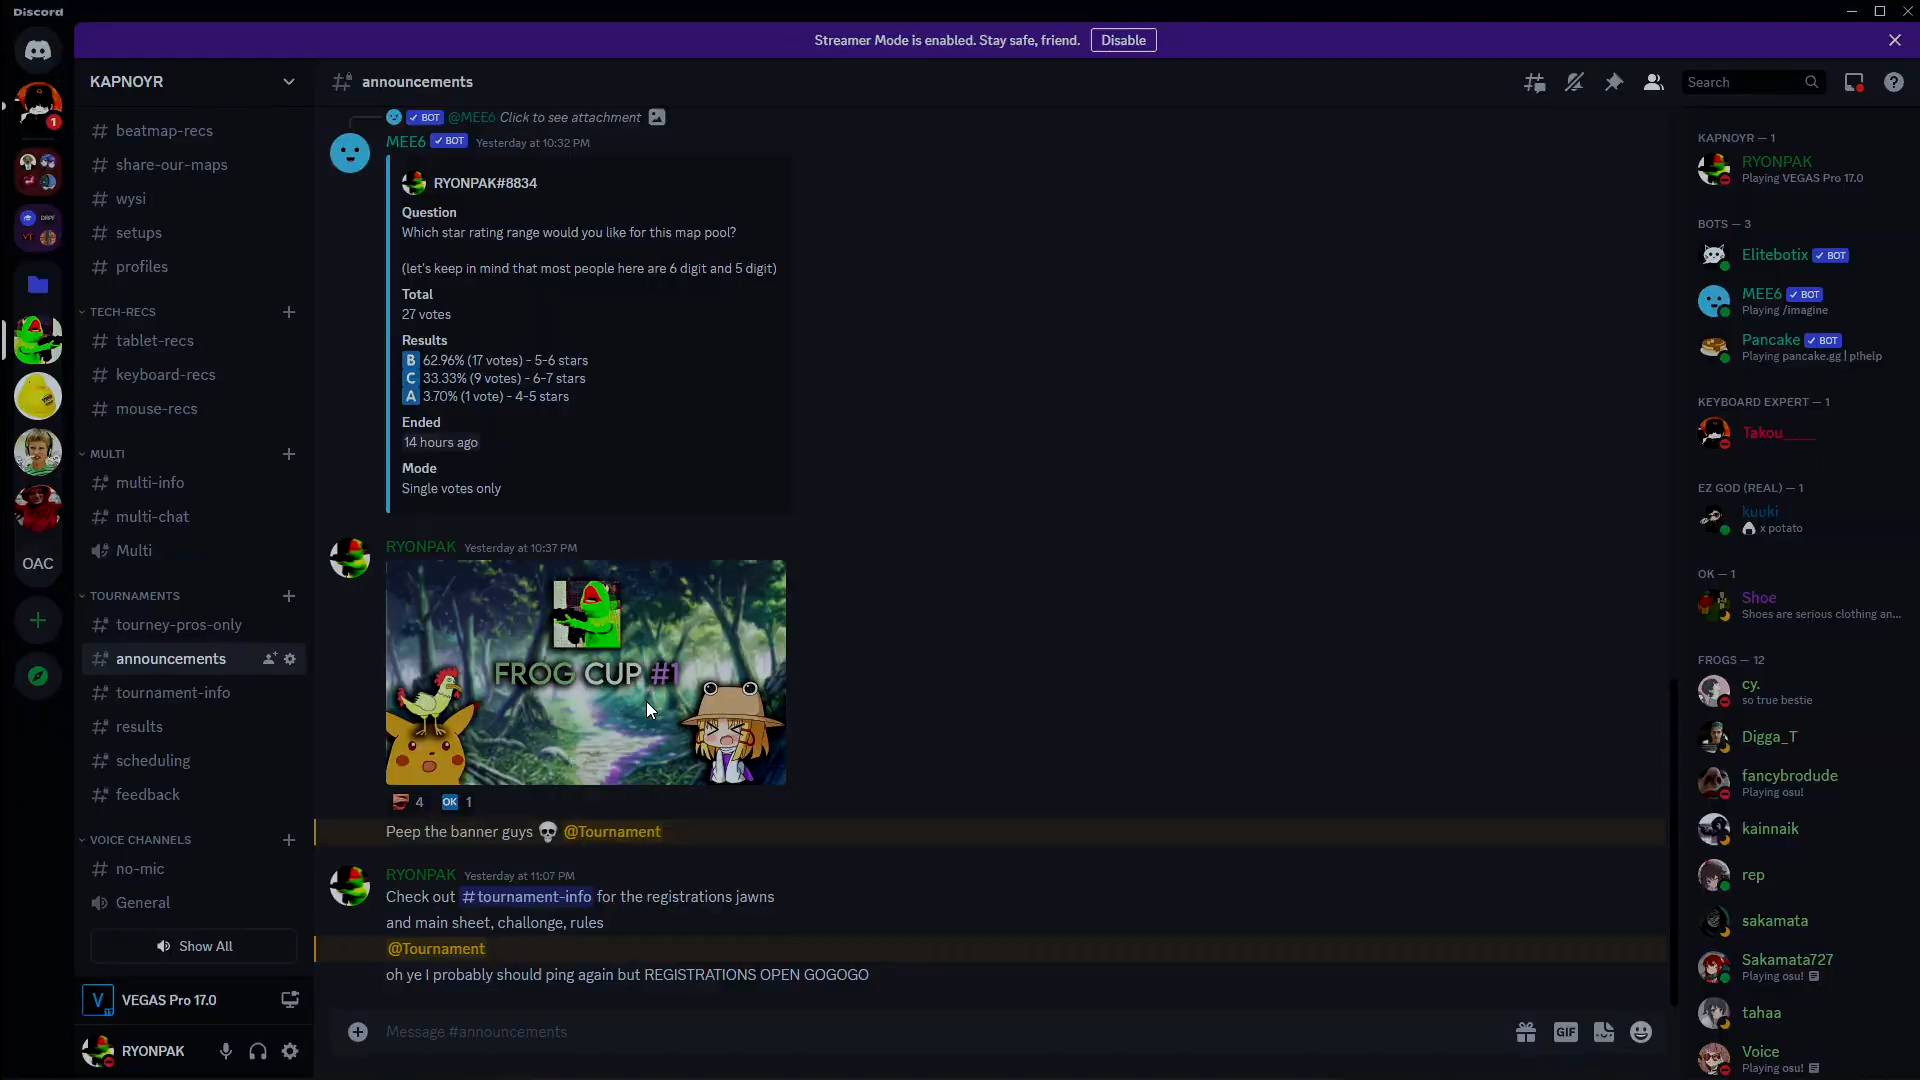 Discord
Streamer Mode is enabled. Stay safe, friend.
Disable
KAPNOYR
beatmap-recs
share-our-maps
wysi
setups
profiles
TECH-RECS
tablet-recs
keyboard-recs
mouse-recs
MULTI
multi-info
multi-chat
Multi
TOURNAMENTS
tourney-pros-only
announcements
tournament-info
results
scheduling
feedback
VOICE CHANNELS
no-mic
General
Show All
VEGAS Pro 17.0
RYONPAK
1
OAC
announcements
Search
BOT @MEE6 Click to see attachment
MEE6 BOT Yesterday at 10:32 PM
RYONPAK#8834
Question
Which star rating range would you like for this map pool?
(let's keep in mind that most people here are 6 digit and 5 digit)
Total
27 votes
Results
B 62.96% (17 votes) - 5-6 stars
C 33.33% (9 votes) - 6-7 stars
A 3.70% (1 vote) - 4-5 stars
Ended
14 hours ago
Mode
Single votes only
RYONPAK Yesterday at 10:37 PM
FROG CUP #1
4 OK 1
Peep the banner guys 💀 @Tournament
RYONPAK Yesterday at 11:07 PM
Check out #tournament-info for the registrations jawns
and main sheet, challonge, rules
@Tournament
oh ye I probably should ping again but REGISTRATIONS OPEN GOGOGO
Message #announcements
GIF
KAPNOYR — 1
RYONPAK
Playing VEGAS Pro 17.0
BOTS — 3
Elitebotix BOT
MEE6 BOT
Playing /imagine
Pancake BOT
Playing pancake.gg | p!help
KEYBOARD EXPERT — 1
Takou____
EZ GOD (REAL) — 1
kuuki
x potato
OK — 1
Shoe
Shoes are serious clothing an...
FROGS — 12
cy.
so true bestie
Digga_T
fancybrodude
Playing osu!
kainnaik
rep
sakamata
Sakamata727
Playing osu!
tahaa
Voice
Playing osu!